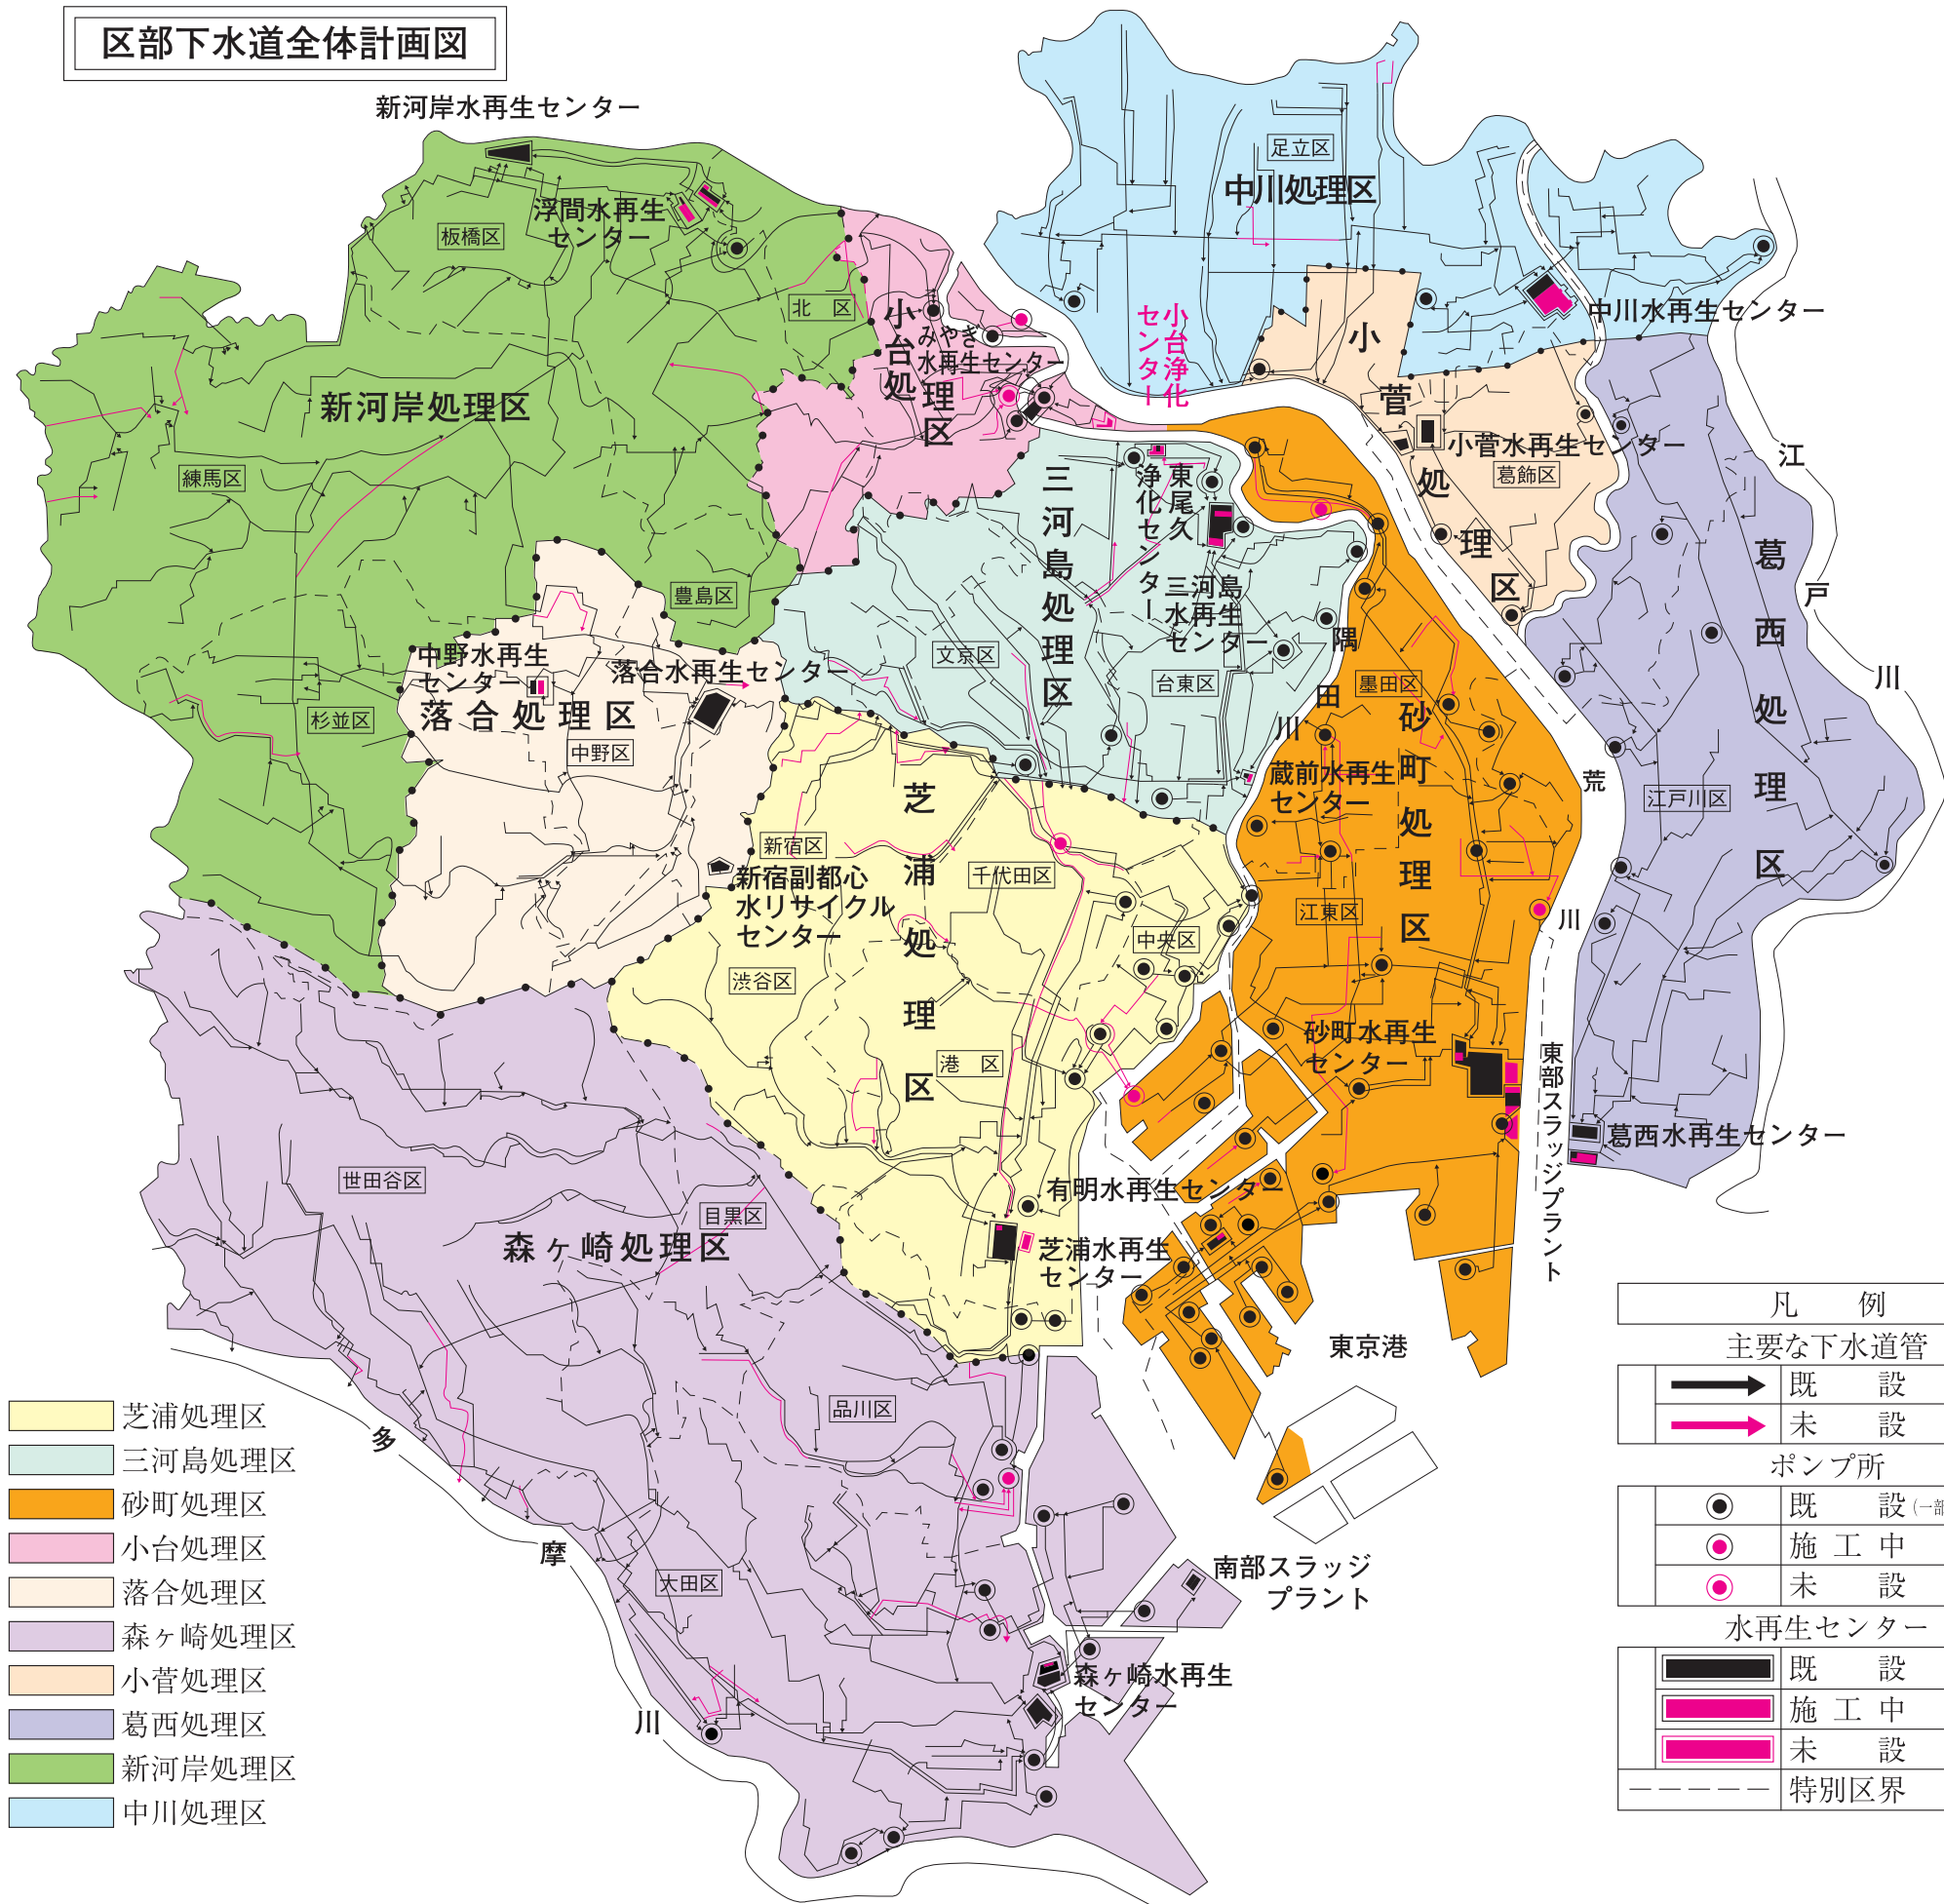 区部下水道全体計画図
新河岸水再生センター
足立区
中川処理区
浮間水再生
センター
板橋区
北 区
小台処理区
みやぎ
水再生センター
小台浄化
センター
中川水再生センター
小菅処理区
小菅水再生センター
葛飾区
江戸川
新河岸処理区
練馬区
三河島処理区
東尾久
浄化センター
三河島
水再生
センター
葛西処理区
豊島区
文京区
台東区
隅田川
墨田区
中野水再生
センター
落合水再生センター
落合処理区
杉並区
中野区
砂町処理区
蔵前水再生
センター
荒川
江戸川区
芝浦処理区
新宿区
千代田区
新宿副都心
水リサイクル
センター
江東区
中央区
渋谷区
砂町水再生
センター
港 区
東部スラッジプラント
葛西水再生センター
世田谷区
目黒区
有明水再生センター
森ヶ崎処理区
芝浦水再生
センター
東京港
品川区
多摩川
大田区
南部スラッジ
プラント
森ヶ崎水再生
センター
芝浦処理区
三河島処理区
砂町処理区
小台処理区
落合処理区
森ヶ崎処理区
小菅処理区
葛西処理区
新河岸処理区
中川処理区
凡 例
主要な下水道管
既 設
未 設
ポンプ所
既 設(一部
施 工 中
未 設
水再生センター
既 設
施 工 中
未 設
特別区界